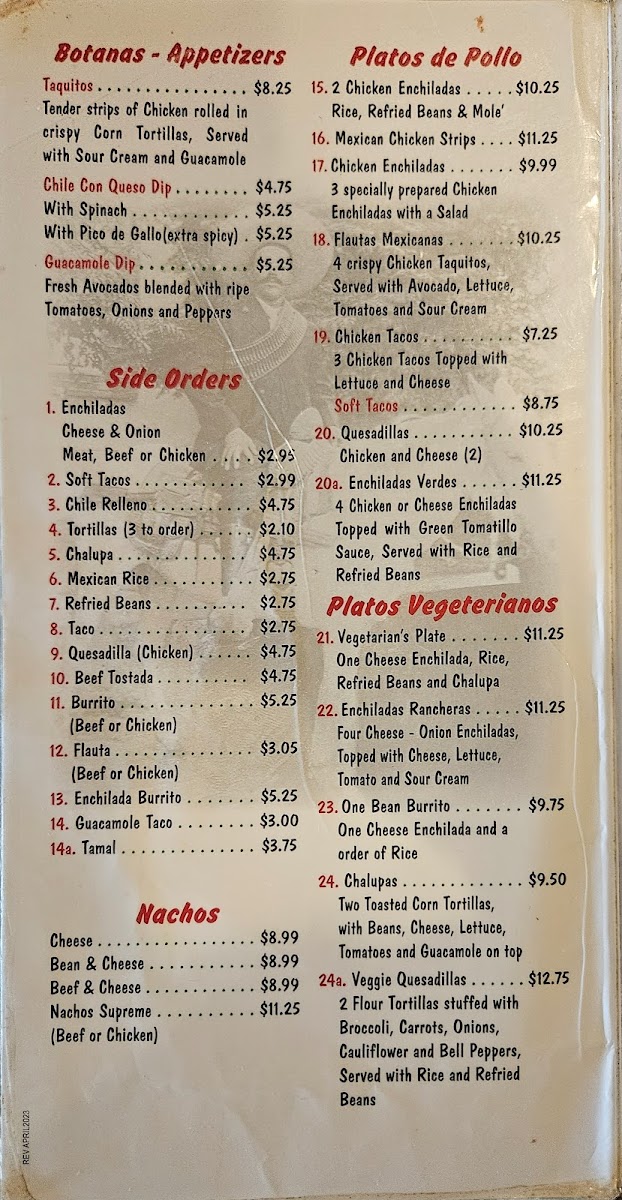 Botanas - Appetizers
Taquitos . . . . . . . . . . . . . . . . $8.25
Tender strips of Chicken rolled in
crispy Corn Tortillas, Served
with Sour Cream and Guacamole
Chile Con Queso Dip . . . . . . . . $4.75
With Spinach . . . . . . . . . . . . $5.25
With Pico de Gallo(extra spicy) . $5.25
Guacamole Dip . . . . . . . . . . . $5.25
Fresh Avocados blended with ripe
Tomatoes, Onions and Peppers
Side Orders
1. Enchiladas
Cheese & Onion
Meat, Beef or Chicken . . . . $2.95
2. Soft Tacos . . . . . . . . . . . . $2.99
3. Chile Relleno . . . . . . . . . . $4.75
4. Tortillas (3 to order) . . . . . . $2.10
5. Chalupa . . . . . . . . . . . . . $4.75
6. Mexican Rice . . . . . . . . . . $2.75
7. Refried Beans . . . . . . . . . . $2.75
8. Taco . . . . . . . . . . . . . . . $2.75
9. Quesadilla (Chicken) . . . . . . $4.75
10. Beef Tostada . . . . . . . . . . $4.75
11. Burrito . . . . . . . . . . . . . $5.25
(Beef or Chicken)
12. Flauta . . . . . . . . . . . . . $3.05
(Beef or Chicken)
13. Enchilada Burrito . . . . . . . $5.25
14. Guacamole Taco . . . . . . . . $3.00
14a. Tamal . . . . . . . . . . . . . $3.75
Nachos
Cheese . . . . . . . . . . . . . . . . $8.99
Bean & Cheese . . . . . . . . . . . $8.99
Beef & Cheese . . . . . . . . . . . $8.99
Nachos Supreme . . . . . . . . . . $11.25
(Beef or Chicken)
REV APRIL2023
Platos de Pollo
15. 2 Chicken Enchiladas . . . . . $10.25
Rice, Refried Beans & Mole'
16. Mexican Chicken Strips . . . . $11.25
17. Chicken Enchiladas . . . . . . . $9.99
3 specially prepared Chicken
Enchiladas with a Salad
18. Flautas Mexicanas . . . . . . . $10.25
4 crispy Chicken Taquitos,
Served with Avocado, Lettuce,
Tomatoes and Sour Cream
19. Chicken Tacos . . . . . . . . . . $7.25
3 Chicken Tacos Topped with
Lettuce and Cheese
Soft Tacos . . . . . . . . . . . . $8.75
20. Quesadillas . . . . . . . . . . . $10.25
Chicken and Cheese (2)
20a. Enchiladas Verdes . . . . . . $11.25
4 Chicken or Cheese Enchiladas
Topped with Green Tomatillo
Sauce, Served with Rice and
Refried Beans
Platos Vegeterianos
21. Vegetarian's Plate . . . . . . . $11.25
One Cheese Enchilada, Rice,
Refried Beans and Chalupa
22. Enchiladas Rancheras . . . . . $11.25
Four Cheese - Onion Enchiladas,
Topped with Cheese, Lettuce,
Tomato and Sour Cream
23. One Bean Burrito . . . . . . . $9.75
One Cheese Enchilada and a
order of Rice
24. Chalupas . . . . . . . . . . . . . $9.50
Two Toasted Corn Tortillas,
with Beans, Cheese, Lettuce,
Tomatoes and Guacamole on top
24a. Veggie Quesadillas . . . . . . $12.75
2 Flour Tortillas stuffed with
Broccoli, Carrots, Onions,
Cauliflower and Bell Peppers,
Served with Rice and Refried
Beans